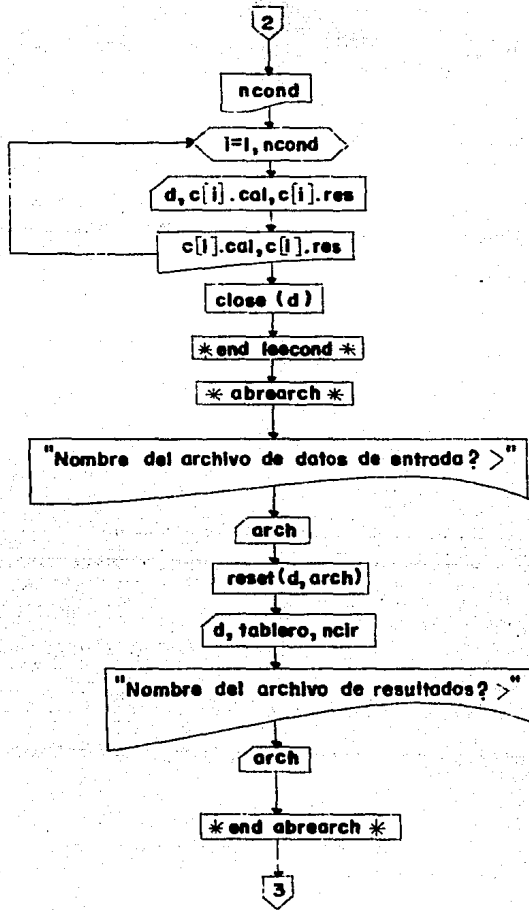 2
ncond
i=1, ncond
d, c[i].cal, c[i].res
c[i].cal, c[i].res
close (d)
* end leecond *
* abrearch *
"Nombre del archivo de datos de entrada? >"
arch
reset(d, arch)
d, tablero, ncir
"Nombre del archivo de resultados? >"
arch
* end abrearch *
3